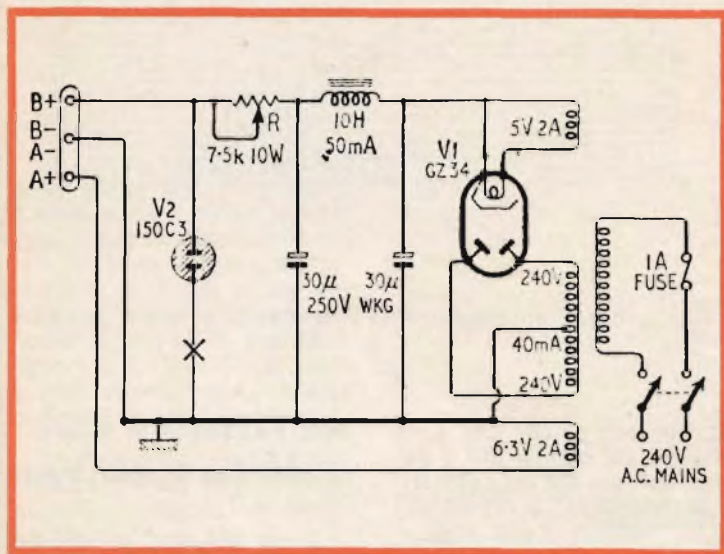 B+
B-
A-
A+
R
7·5k 10W
10H
50mA
5V 2A
V1
GZ34
V2
150C3
30μ
250V WKG
30μ
240V
40mA
240V
1A
FUSE
6·3V 2A
240V
A.C. MAINS